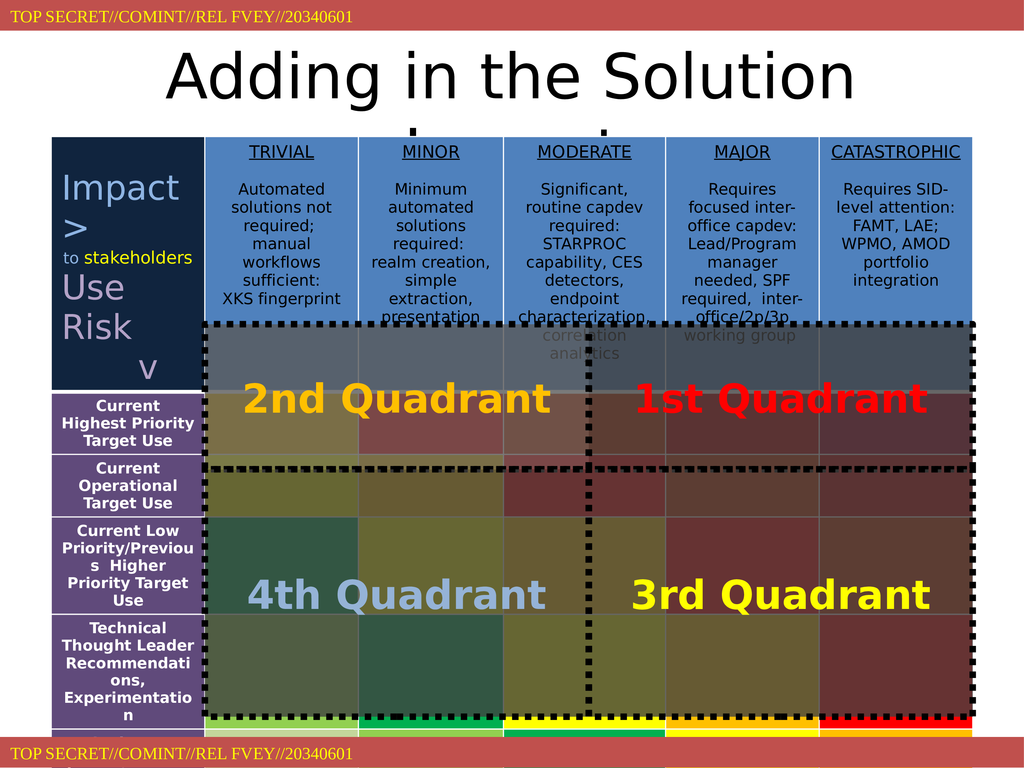 TOP SECRET//COMINT//REL FVEY//20340601
Adding in the Solution
Impact
>
to stakeholders
Use
Risk
v
TRIVIAL
Automated
solutions not
required;
manual
workflows
sufficient:
XKS fingerprint
MINOR
Minimum
automated
solutions
required:
realm creation,
simple
extraction,
presentation
MODERATE
Significant,
routine capdev
required:
STARPROC
capability, CES
detectors,
endpoint
characterization,
correlation
analytics
MAJOR
Requires
focused inter-
office capdev:
Lead/Program
manager
needed, SPF
required,  inter-
office/2p/3p
working group
CATASTROPHIC
Requires SID-
level attention:
FAMT, LAE;
WPMO, AMOD
portfolio
integration
2nd Quadrant
1st Quadrant
Current
Highest Priority
Target Use
Current
Operational
Target Use
Current Low
Priority/Previou
s  Higher
Priority Target
Use
4th Quadrant
3rd Quadrant
Technical
Thought Leader
Recommendati
ons,
Experimentatio
n
TOP SECRET//COMINT//REL FVEY//20340601